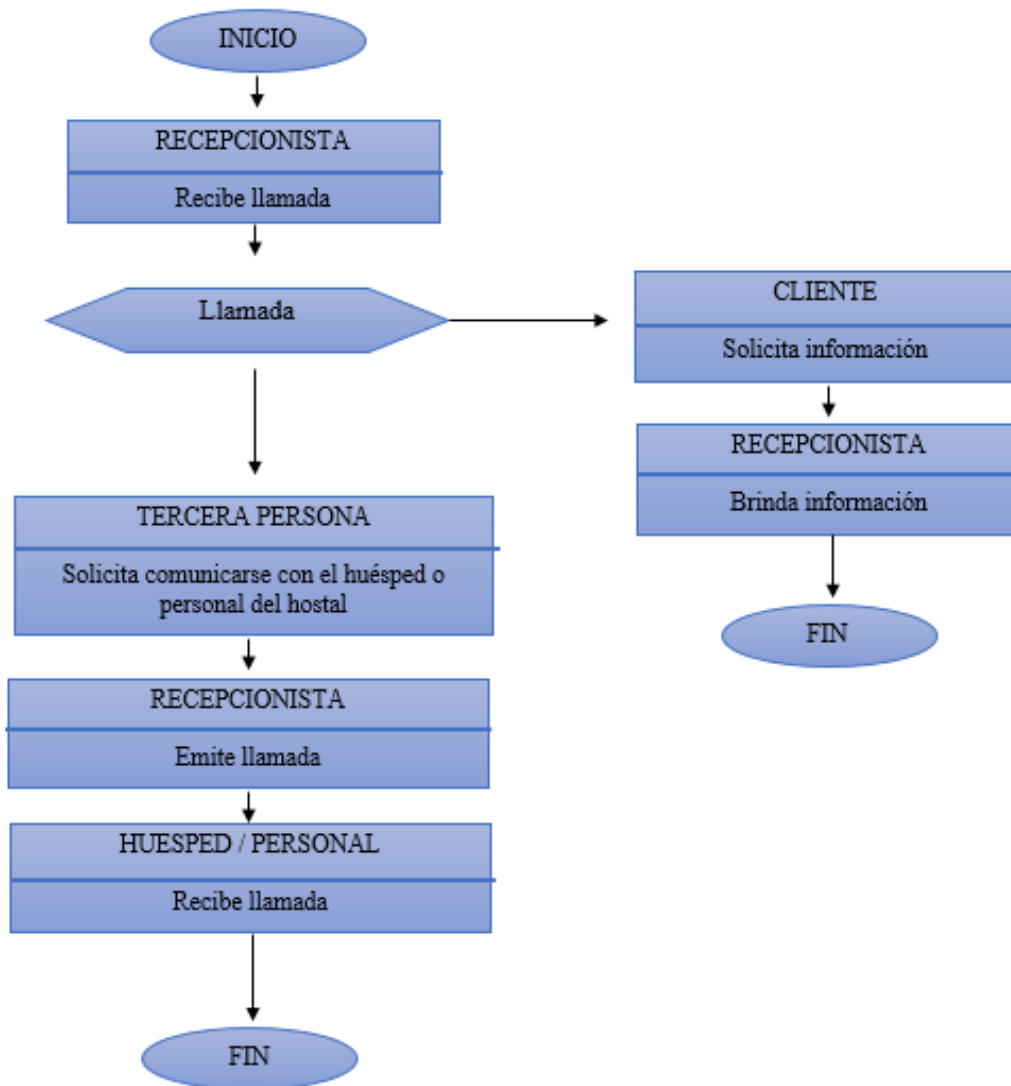 INICIO
RECEPCIONISTA
Recibe llamada
Llamada
CLIENTE
Solicita información
RECEPCIONISTA
Brinda información
FIN
TERCERA PERSONA
Solicita comunicarse con el huésped o
personal del hostal
RECEPCIONISTA
Emite llamada
HUESPED / PERSONAL
Recibe llamada
FIN